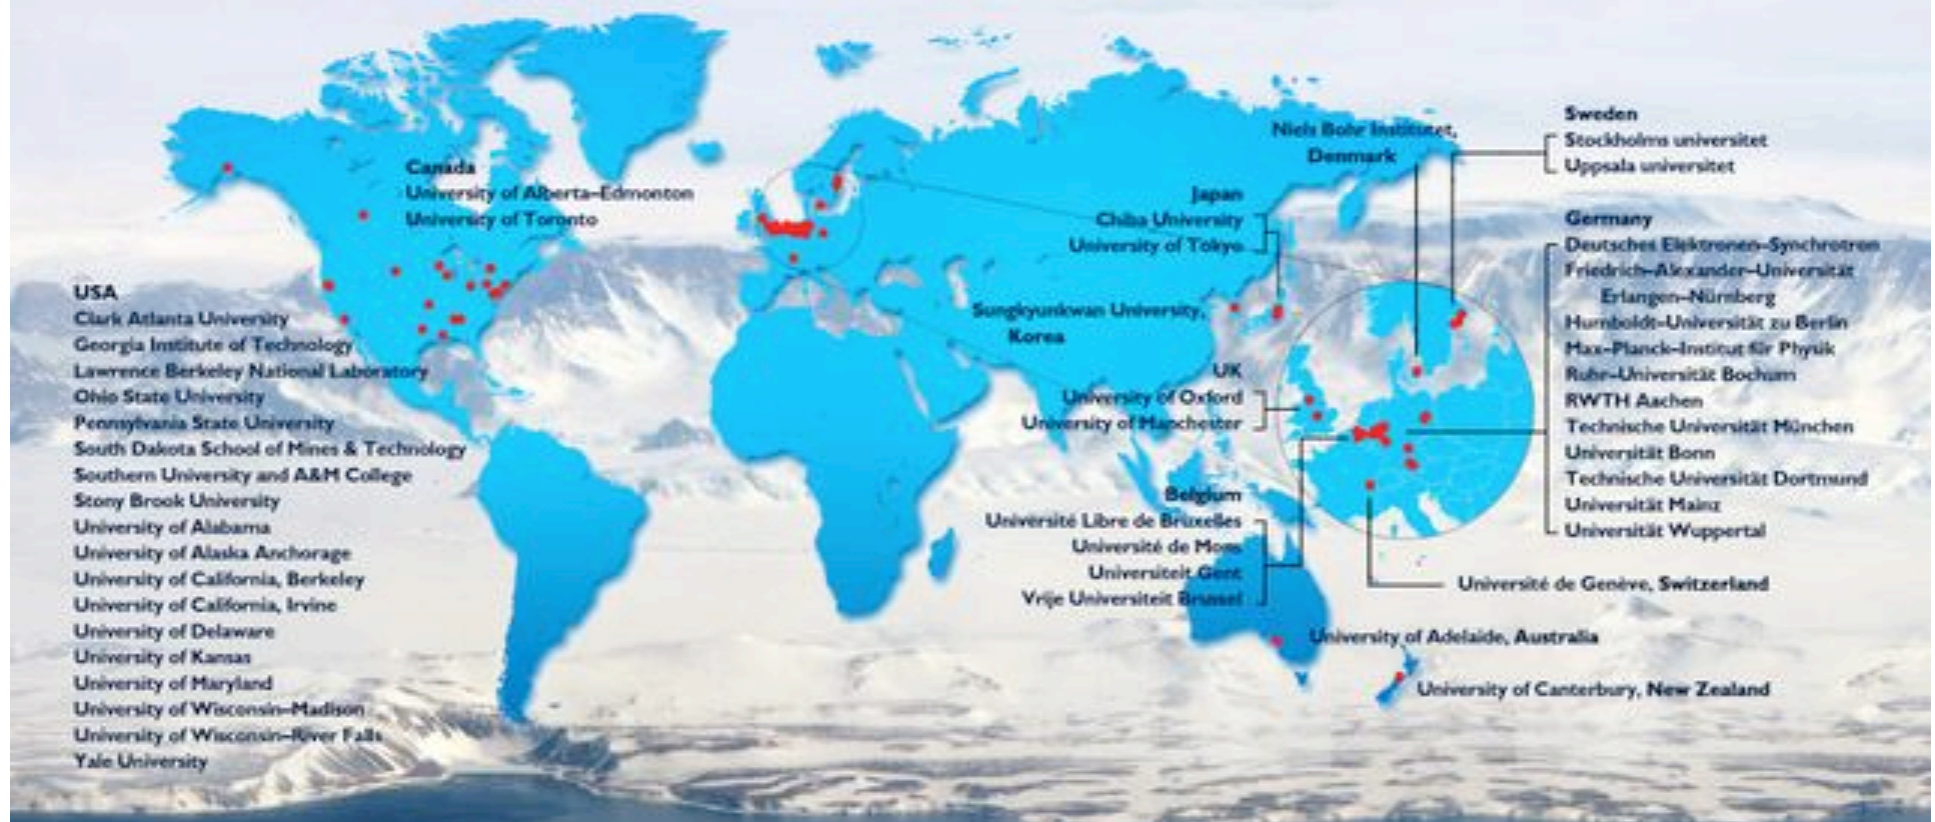 Canada
University of Alberta–Edmonton
University of Toronto
USA
Clark Atlanta University
Georgia Institute of Technology
Lawrence Berkeley National Laboratory
Ohio State University
Pennsylvania State University
South Dakota School of Mines & Technology
Southern University and A&M College
Stony Brook University
University of Alabama
University of Alaska Anchorage
University of California, Berkeley
University of California, Irvine
University of Delaware
University of Kansas
University of Maryland
University of Wisconsin–Madison
University of Wisconsin–River Falls
Yale University
Niels Bohr Institutet,
Denmark
Japan
Chiba University
University of Tokyo
Sungkyunkwan University,
Korea
UK
University of Oxford
University of Manchester
Belgium
Université Libre de Bruxelles
Université de Mons
Universiteit Gent
Vrije Universiteit Brussel
Sweden
Stockholms universitet
Uppsala universitet
Germany
Deutsches Elektronen–Synchrotron
Friedrich–Alexander–Universität
Erlangen–Nürnberg
Humboldt–Universität zu Berlin
Max–Planck–Institut für Physik
Ruhr–Universität Bochum
RWTH Aachen
Technische Universität München
Universität Bonn
Technische Universität Dortmund
Universität Mainz
Universität Wuppertal
Université de Genève, Switzerland
University of Adelaide, Australia
University of Canterbury, New Zealand